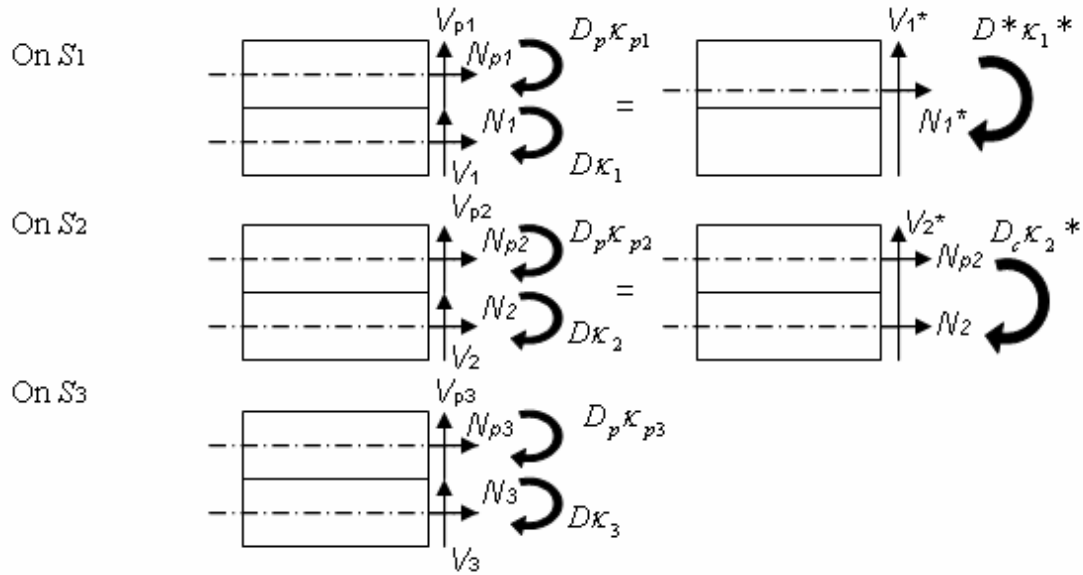 On S1
Vp1
Np1
Dpκp1
N1
Dκ1
V1
=
V1*
D*κ1*
N1*
On S2
Vp2
Np2
Dpκp2
N2
Dκ2
V2
=
V2*
Dcκ2*
Np2
N2
On S3
Vp3
Np3
Dpκp3
N3
Dκ3
V3